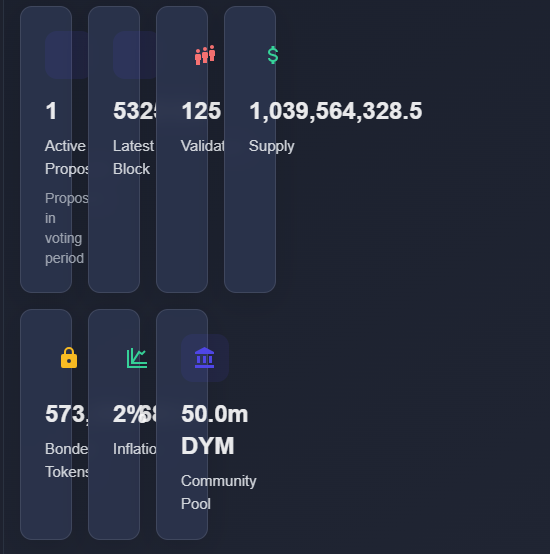 1
5325
125
1,039,564,328.5
Active
Latest
Validat
Supply
Propos
Block
Propos
in
voting
period
573,
2%
68
50.0m
DYM
Bonde
Inflatio
Community
Tokens
Pool